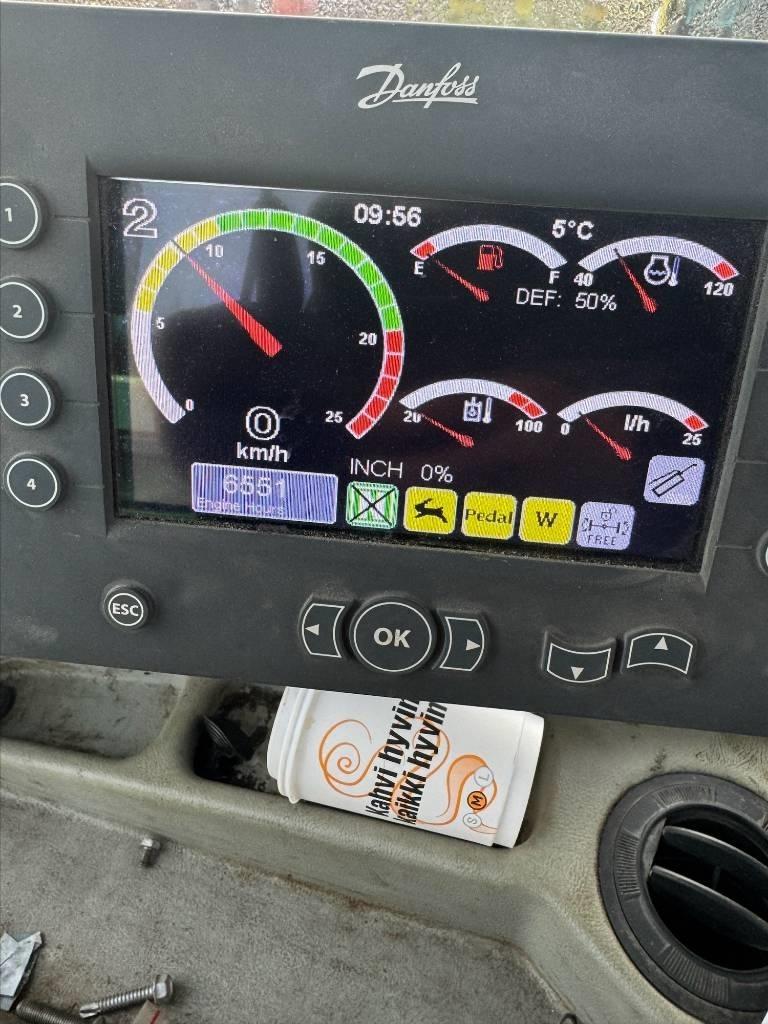 Danfoss
1
2
3
4
2
09:56
5°C
0
5
10
15
20
25
E
F
40
120
DEF: 50%
0
km/h
20
100
0
l/h
25
INCH 0%
6551
Engine Hours
N
Pedal
W
FREE
ESC
OK
Kahvi hyvin
kaikki hyvin
S M L